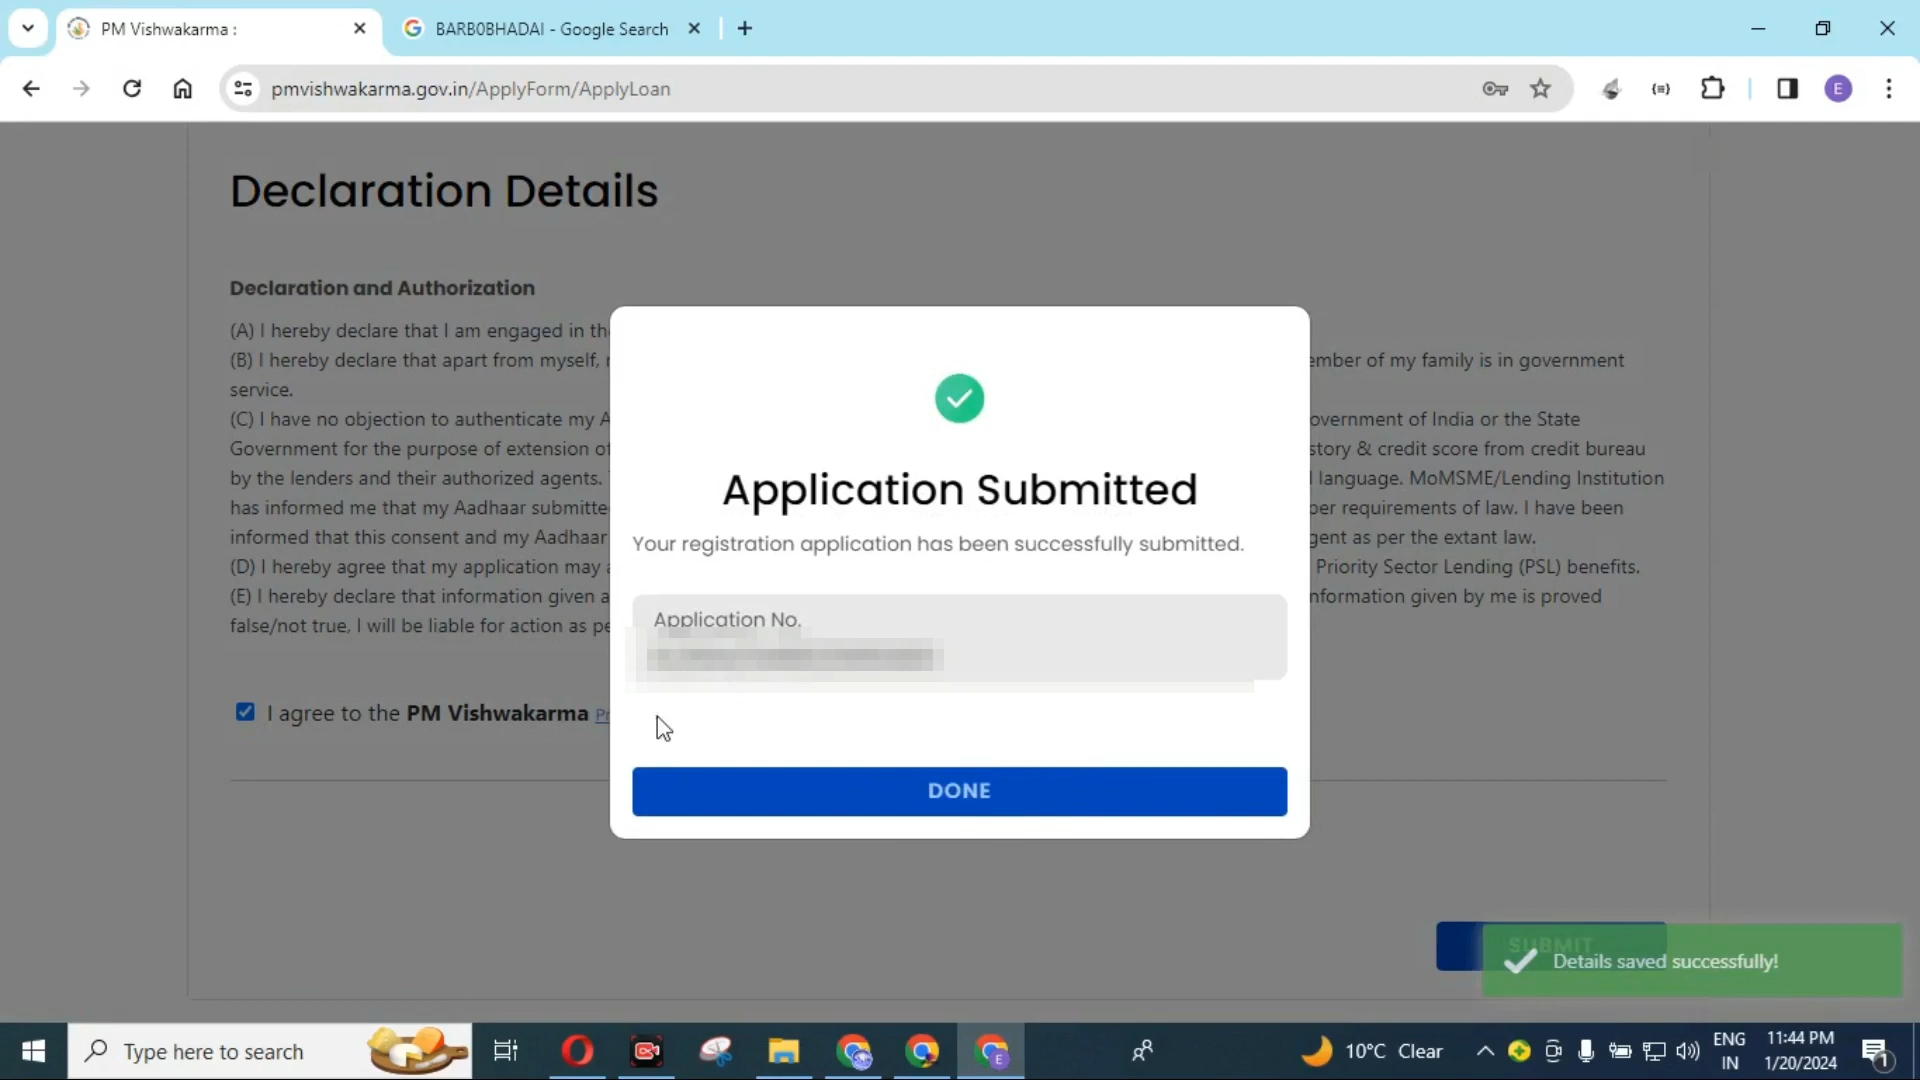 PM Vishwakarma :
BARB0BHADAI - Google Search
pmvishwakarma.gov.in/ApplyForm/ApplyLoan
E
Declaration Details
Declaration and Authorization
(A) I hereby declare that I am engaged in th
(B) I hereby declare that apart from myself,
ember of my family is in government
service.
(C) I have no objection to authenticate my A
overnment of India or the State
Government for the purpose of extension of
story & credit score from credit bureau
by the lenders and their authorized agents.
language. MoMSME/Lending Institution
has informed me that my Aadhaar submitte
per requirements of law. I have been
informed that this consent and my Aadhaar
gent as per the extant law.
(D) I hereby agree that my application may a
Priority Sector Lending (PSL) benefits.
(E) I hereby declare that information given a
nformation given by me is proved
false/not true, I will be liable for action as pe
I agree to the PM Vishwakarma Pr
Application Submitted
Your registration application has been successfully submitted.
Application No.
DONE
SUBMIT
Details saved successfully!
Type here to search
E
10°C Clear
ENG
IN
11:44 PM
1/20/2024
1